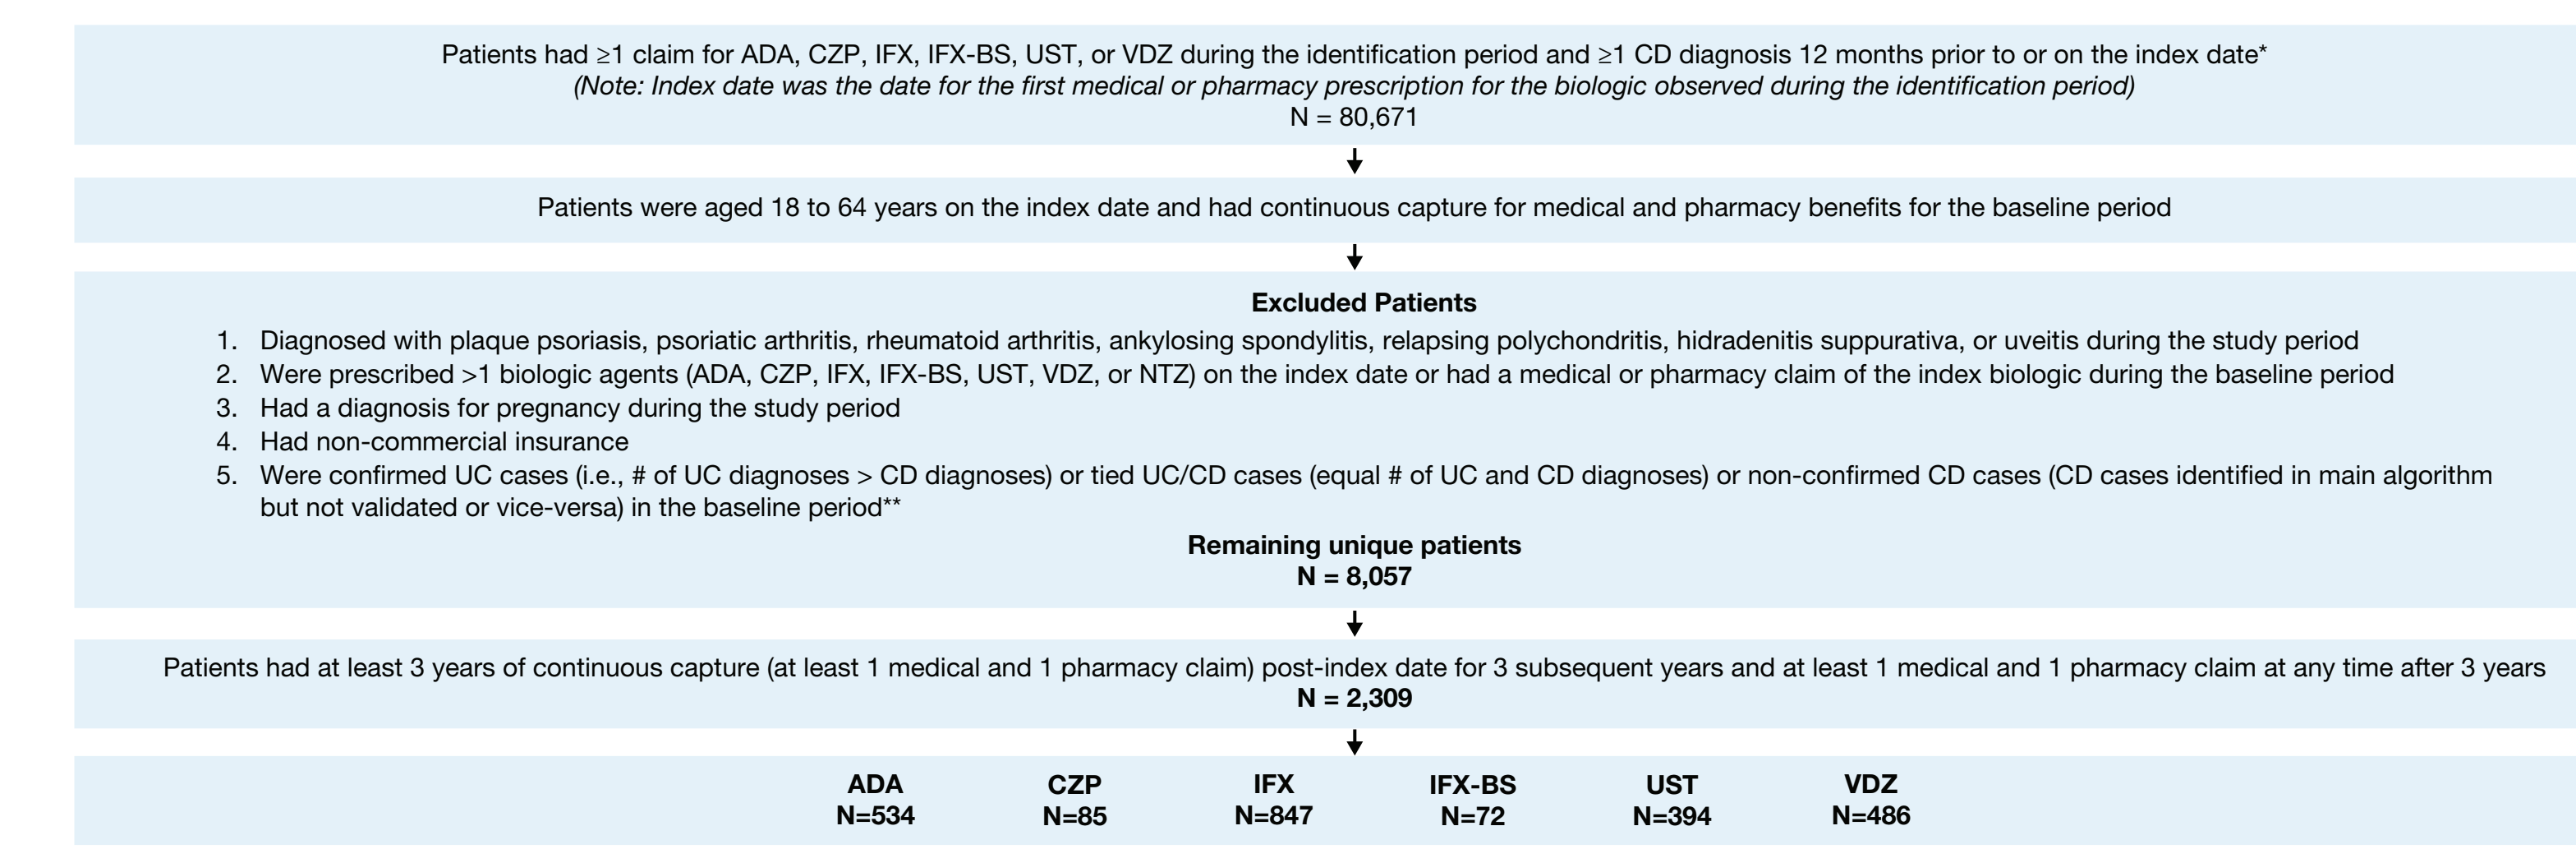 Patients had ≥1 claim for ADA, CZP, IFX, IFX-BS, UST, or VDZ during the identification period and ≥1 CD diagnosis 12 months prior to or on the index date*
(Note: Index date was the date for the first medical or pharmacy prescription for the biologic observed during the identification period)
N = 80,671
Patients were aged 18 to 64 years on the index date and had continuous capture for medical and pharmacy benefits for the baseline period
Excluded Patients
1. Diagnosed with plaque psoriasis, psoriatic arthritis, rheumatoid arthritis, ankylosing spondylitis, relapsing polychondritis, hidradenitis suppurativa, or uveitis during the study period
2. Were prescribed >1 biologic agents (ADA, CZP, IFX, IFX-BS, UST, VDZ, or NTZ) on the index date or had a medical or pharmacy claim of the index biologic during the baseline period
3. Had a diagnosis for pregnancy during the study period
4. Had non-commercial insurance
5. Were confirmed UC cases (i.e., # of UC diagnoses > CD diagnoses) or tied UC/CD cases (equal # of UC and CD diagnoses) or non-confirmed CD cases (CD cases identified in main algorithm
but not validated or vice-versa) in the baseline period**
Remaining unique patients
N = 8,057
Patients had at least 3 years of continuous capture (at least 1 medical and 1 pharmacy claim) post-index date for 3 subsequent years and at least 1 medical and 1 pharmacy claim at any time after 3 years
N = 2,309
ADA CZP IFX IFX-BS UST VDZ
N=534 N=85 N=847 N=72 N=394 N=486